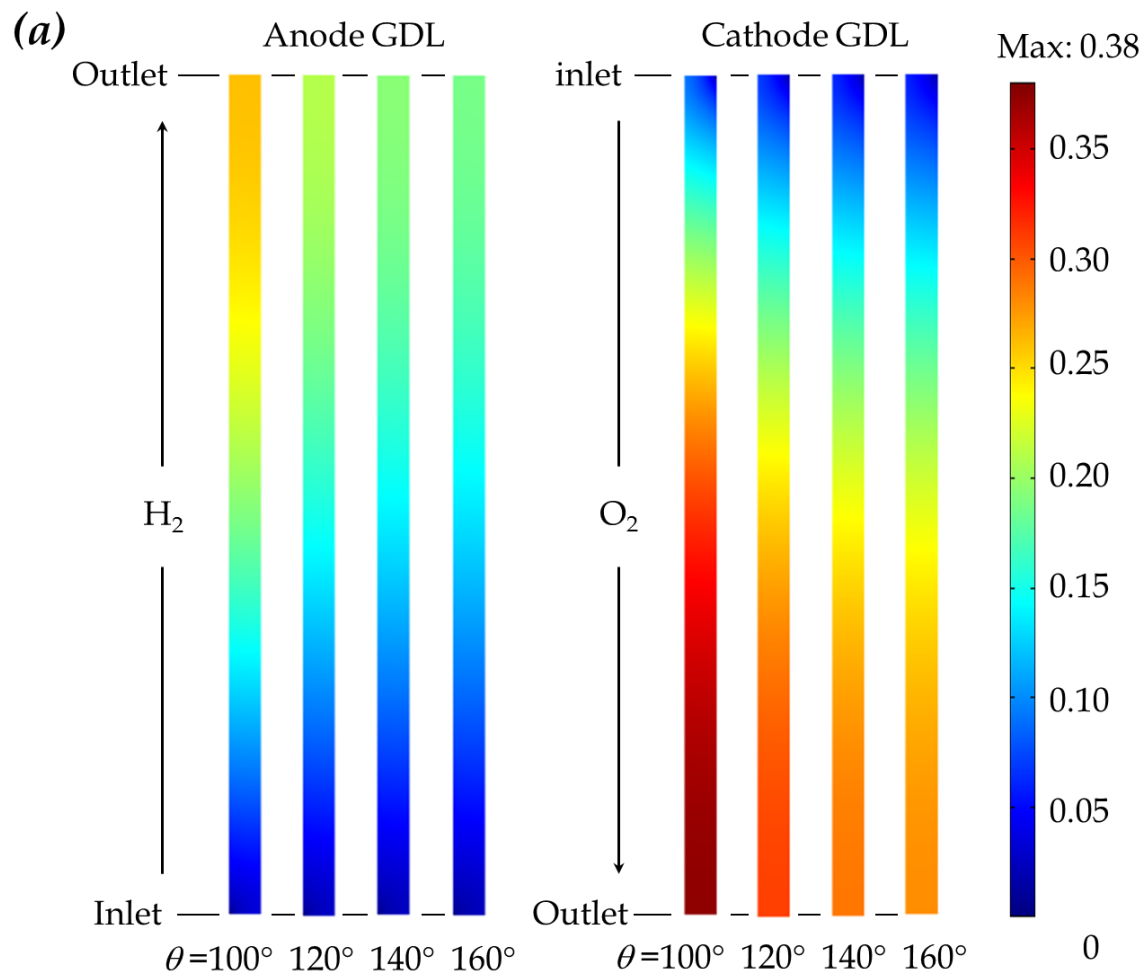 (a)
Anode GDL
Cathode GDL
Max: 0.38
Outlet
inlet
0.35
0.30
0.25
0.20
H₂
O₂
0.15
0.10
0.05
Inlet
Outlet
0
θ =100° 120° 140° 160°
θ =100° 120° 140° 160°